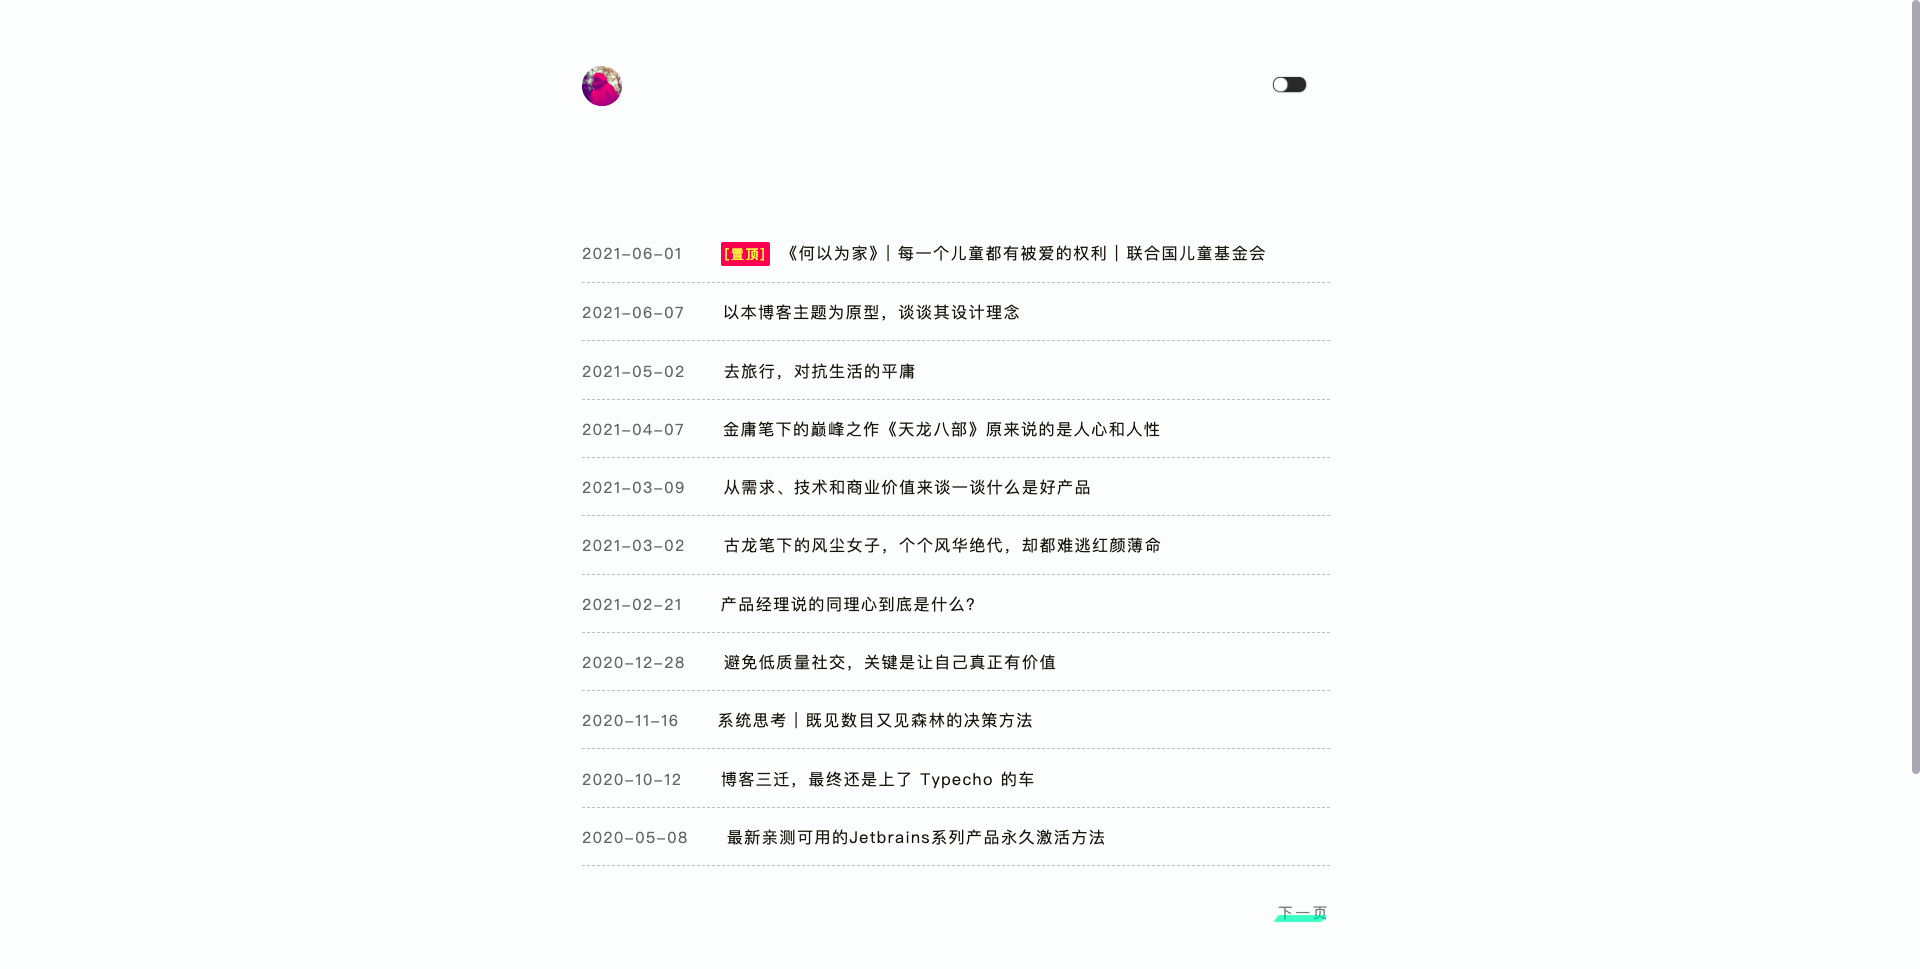 2021-06-01 [置顶] 《何以为家》| 每一个儿童都有被爱的权利 | 联合国儿童基金会
2021-06-07 以本博客主题为原型，谈谈其设计理念
2021-05-02 去旅行，对抗生活的平庸
2021-04-07 金庸笔下的巅峰之作《天龙八部》原来说的是人心和人性
2021-03-09 从需求、技术和商业价值来谈一谈什么是好产品
2021-03-02 古龙笔下的风尘女子，个个风华绝代，却都难逃红颜薄命
2021-02-21 产品经理说的同理心到底是什么?
2020-12-28 避免低质量社交，关键是让自己真正有价值
2020-11-16 系统思考 | 既见数目又见森林的决策方法
2020-10-12 博客三迁，最终还是上了 Typecho 的车
2020-05-08 最新亲测可用的Jetbrains系列产品永久激活方法
下一页